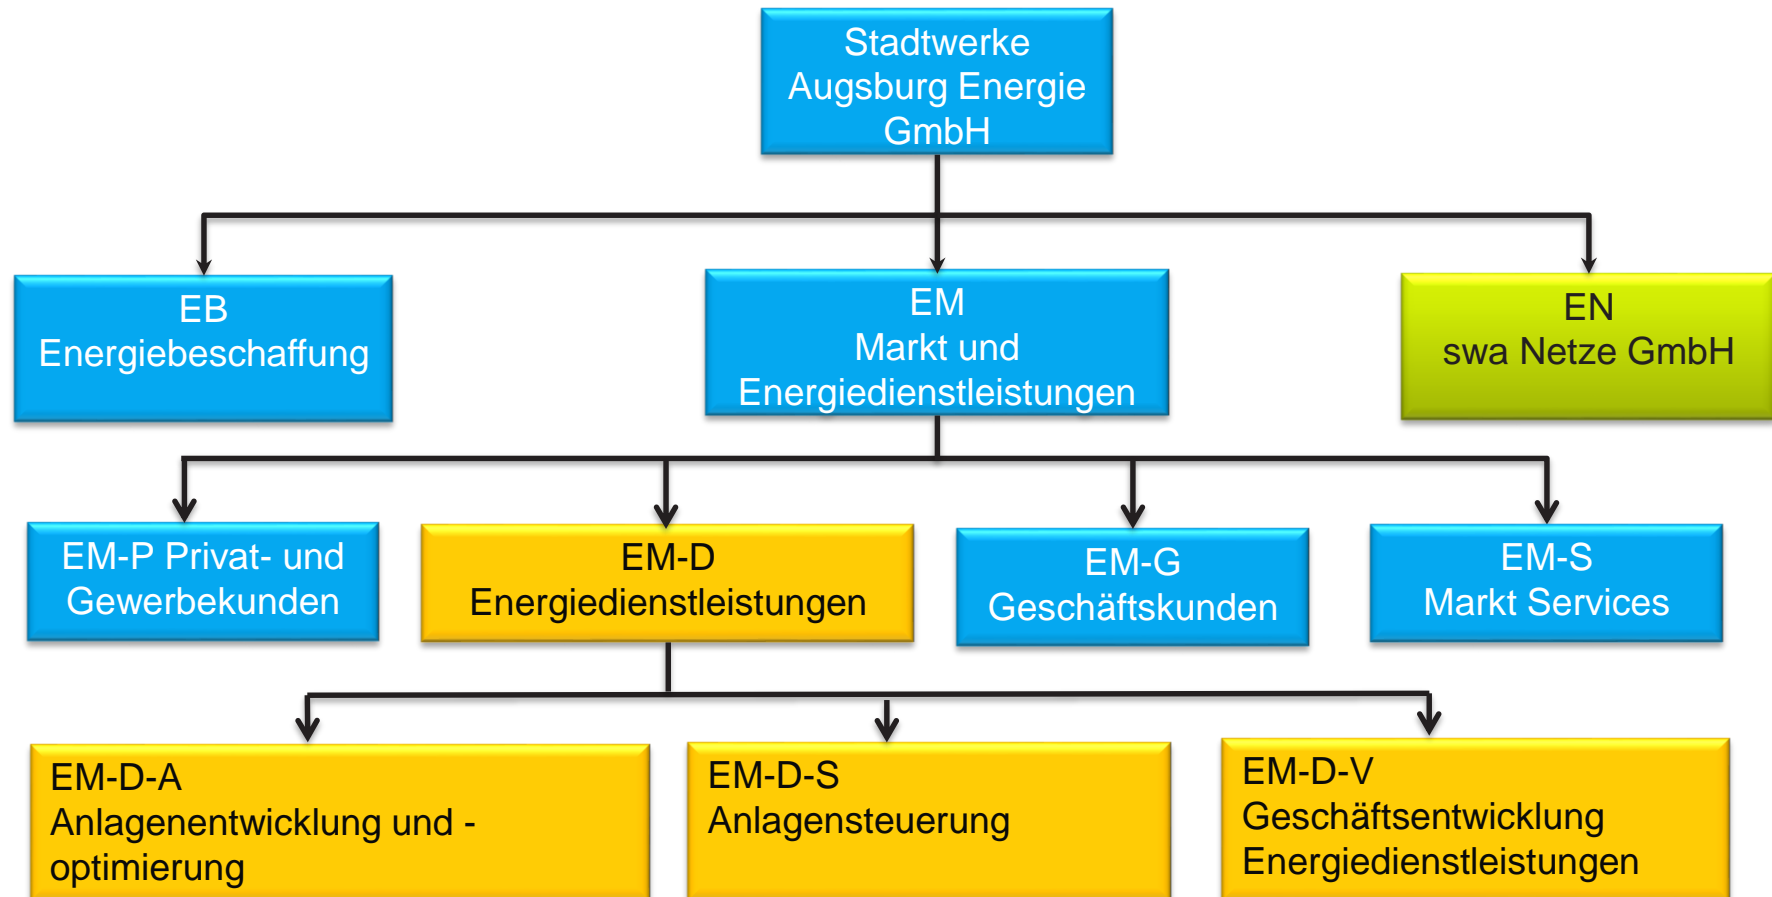 Stadtwerke
Augsburg Energie
GmbH
EB
Energiebeschaffung
EM
Markt und
Energiedienstleistungen
EN
swa Netze GmbH
EM-P Privat- und
Gewerbekunden
EM-D
Energiedienstleistungen
EM-G
Geschäftskunden
EM-S
Markt Services
EM-D-A
Anlagenentwicklung und -
optimierung
EM-D-S
Anlagensteuerung
EM-D-V
Geschäftsentwicklung
Energiedienstleistungen